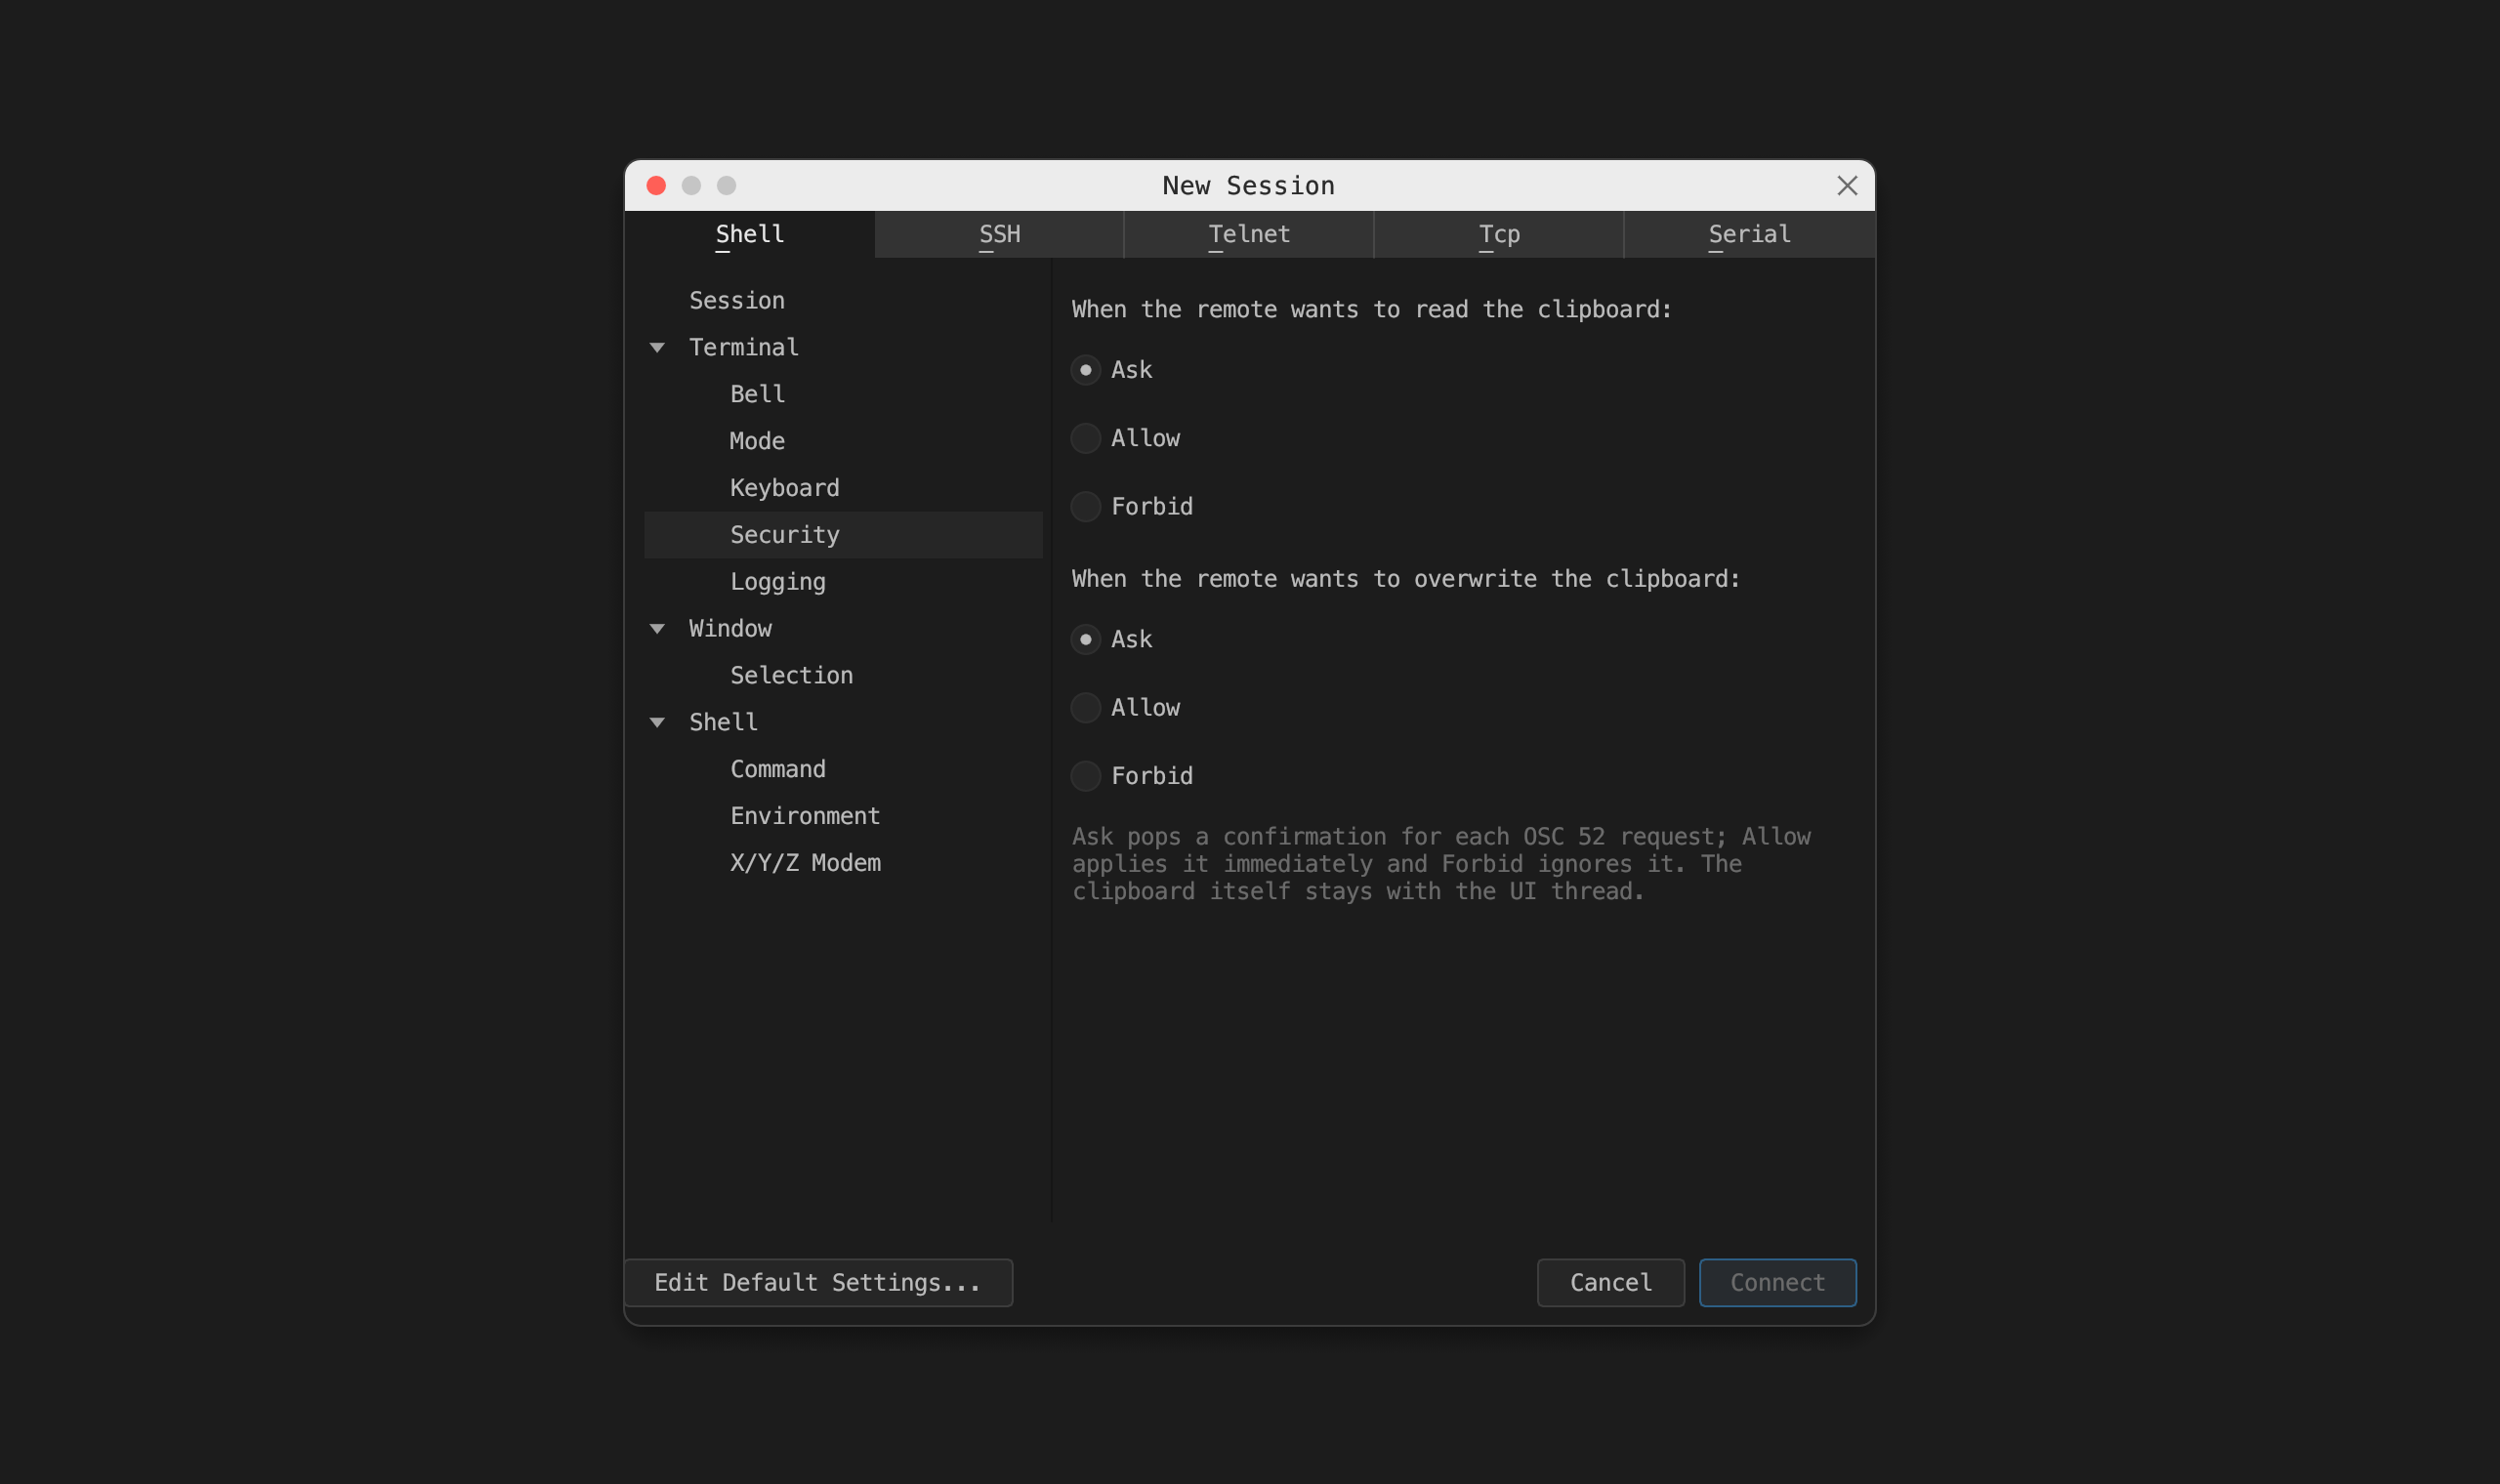 New Session
Shell
SSH
Telnet
Tcp
Serial
Session
Terminal
Bell
Mode
Keyboard
Security
Logging
Window
Selection
Shell
Command
Environment
X/Y/Z Modem
When the remote wants to read the clipboard:
Ask
Allow
Forbid
When the remote wants to overwrite the clipboard:
Ask
Allow
Forbid
Ask pops a confirmation for each OSC 52 request; Allow
applies it immediately and Forbid ignores it. The
clipboard itself stays with the UI thread.
Edit Default Settings...
Cancel
Connect